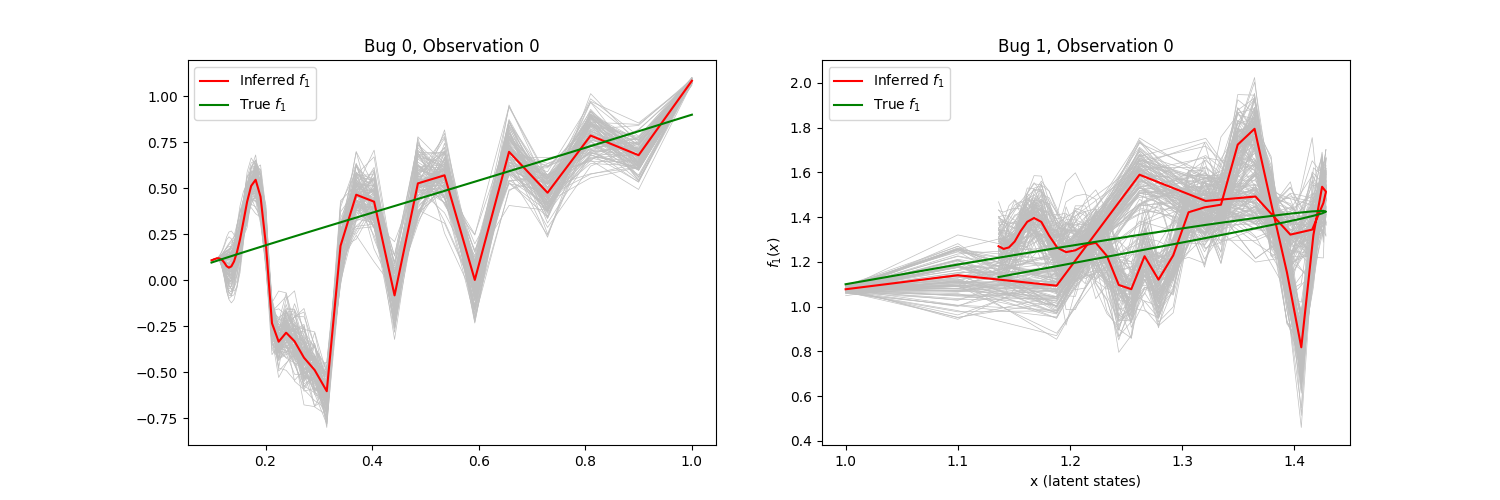 Bug 0, Observation 0
Inferred f₁
True f₁
1.00
0.75
0.50
0.25
0.00
−0.25
−0.50
−0.75
0.2 0.4 0.6 0.8 1.0
Bug 1, Observation 0
Inferred f₁
True f₁
f₁(x)
2.0
1.8
1.6
1.4
1.2
1.0
0.8
0.6
0.4
1.0 1.1 1.2 1.3 1.4
x (latent states)